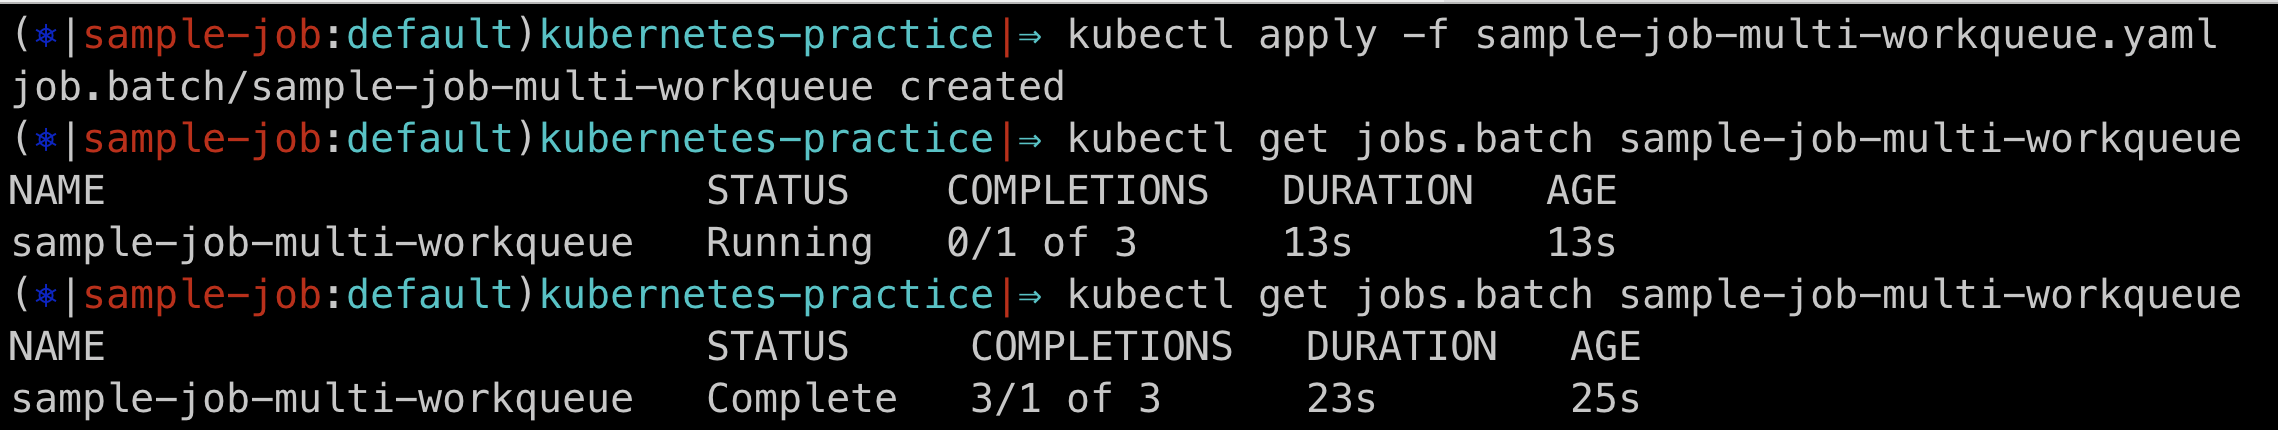 (⎈|sample-job:default)kubernetes-practice|⇒ kubectl apply -f sample-job-multi-workqueue.yaml
job.batch/sample-job-multi-workqueue created
(⎈|sample-job:default)kubernetes-practice|⇒ kubectl get jobs.batch sample-job-multi-workqueue
NAME                         STATUS    COMPLETIONS   DURATION   AGE
sample-job-multi-workqueue   Running   0/1 of 3      13s        13s
(⎈|sample-job:default)kubernetes-practice|⇒ kubectl get jobs.batch sample-job-multi-workqueue
NAME                         STATUS     COMPLETIONS   DURATION   AGE
sample-job-multi-workqueue   Complete   3/1 of 3      23s        25s